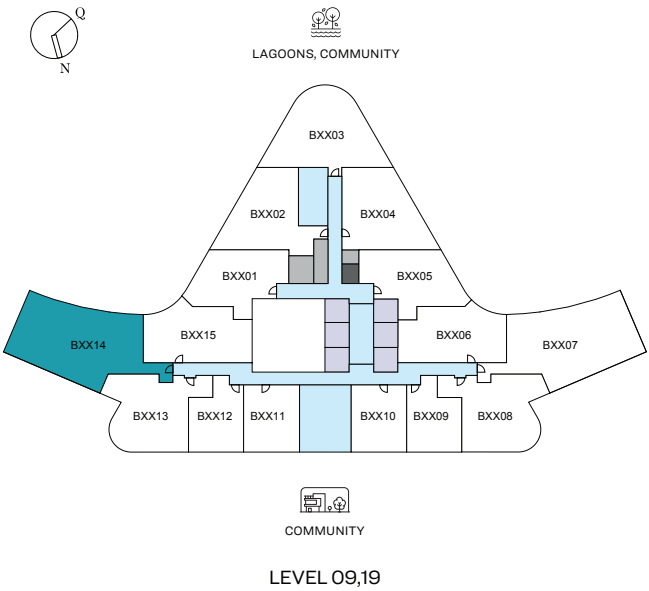 Q
N
LAGOONS, COMMUNITY
BXX03
BXX02
BXX04
BXX01
BXX05
BXX14
BXX15
BXX06
BXX07
BXX13
BXX12
BXX11
BXX10
BXX09
BXX08
COMMUNITY
LEVEL 09,19